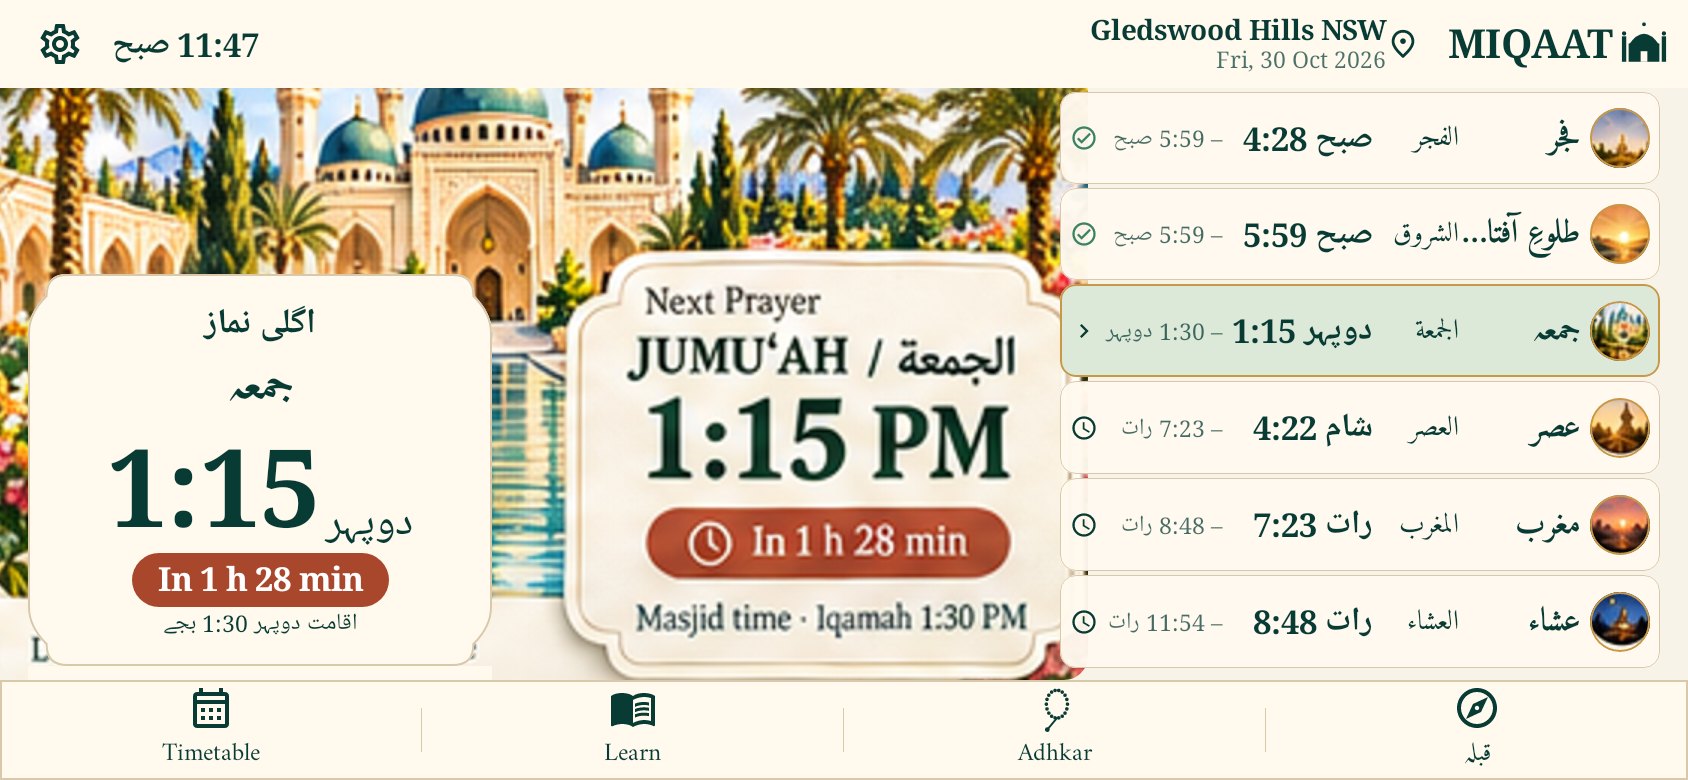 MIQAAT
Gledswood Hills NSW
Fri, 30 Oct 2026
11:47 صبح
اگلی نماز
جمعہ
1:15 دوپہر
In 1 h 28 min
اقامت دوپہر 1:30 بجے
Next Prayer
JUMU‘AH / الجمعة
1:15 PM
In 1 h 28 min
Masjid time · Iqamah 1:30 PM
فجر الفجر صبح 4:28 – 5:59 صبح
طلوعِ آفتا... الشروق صبح 5:59 – 5:59 صبح
جمعہ الجمعة دوپہر 1:15 – 1:30 دوپہر
عصر العصر شام 4:22 – 7:23 رات
مغرب المغرب رات 7:23 – 8:48 رات
عشاء العشاء رات 8:48 – 11:54 رات
Timetable
Learn
Adhkar
قبلہ